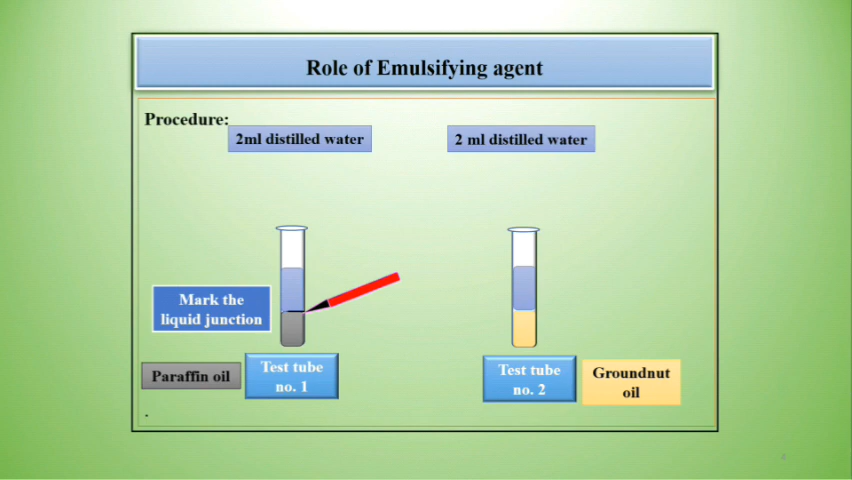 Role of Emulsifying agent
Procedure:
2ml distilled water
2 ml distilled water
Mark the
liquid junction
Paraffin oil
Test tube
no. 1
Test tube
no. 2
Groundnut
oil
.